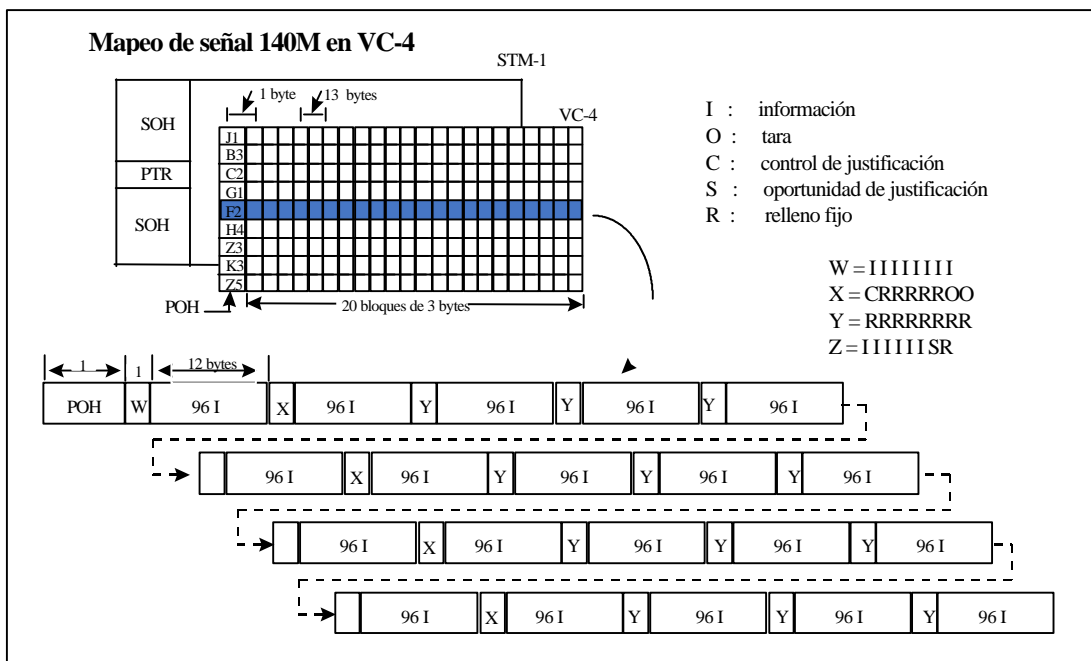 Mapeo de señal 140M en VC-4
STM-1
1 byte
13 bytes
VC-4
SOH
PTR
SOH
J1
B3
C2
G1
F2
H4
Z3
K3
Z5
POH
20 bloques de 3 bytes
I : información
O : tara
C : control de justificación
S : oportunidad de justificación
R : relleno fijo
W = I I I I I I I I
X = CRRRRROO
Y = RRRRRRRR
Z = I I I I I I SR
1
1
12 bytes
POH W 96 I X 96 I Y 96 I Y 96 I Y 96 I
96 I X 96 I Y 96 I Y 96 I Y 96 I
96 I X 96 I Y 96 I Y 96 I Y 96 I
96 I X 96 I Y 96 I Y 96 I Y 96 I